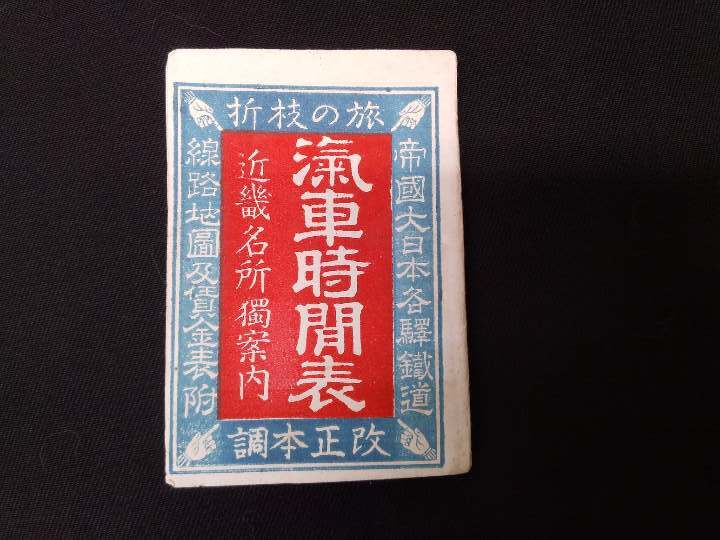 旅の枝折
帝國大日本各驛鐵道
滊車時間表
近畿名所獨案内
線路地圖及賃金表附
改正本調